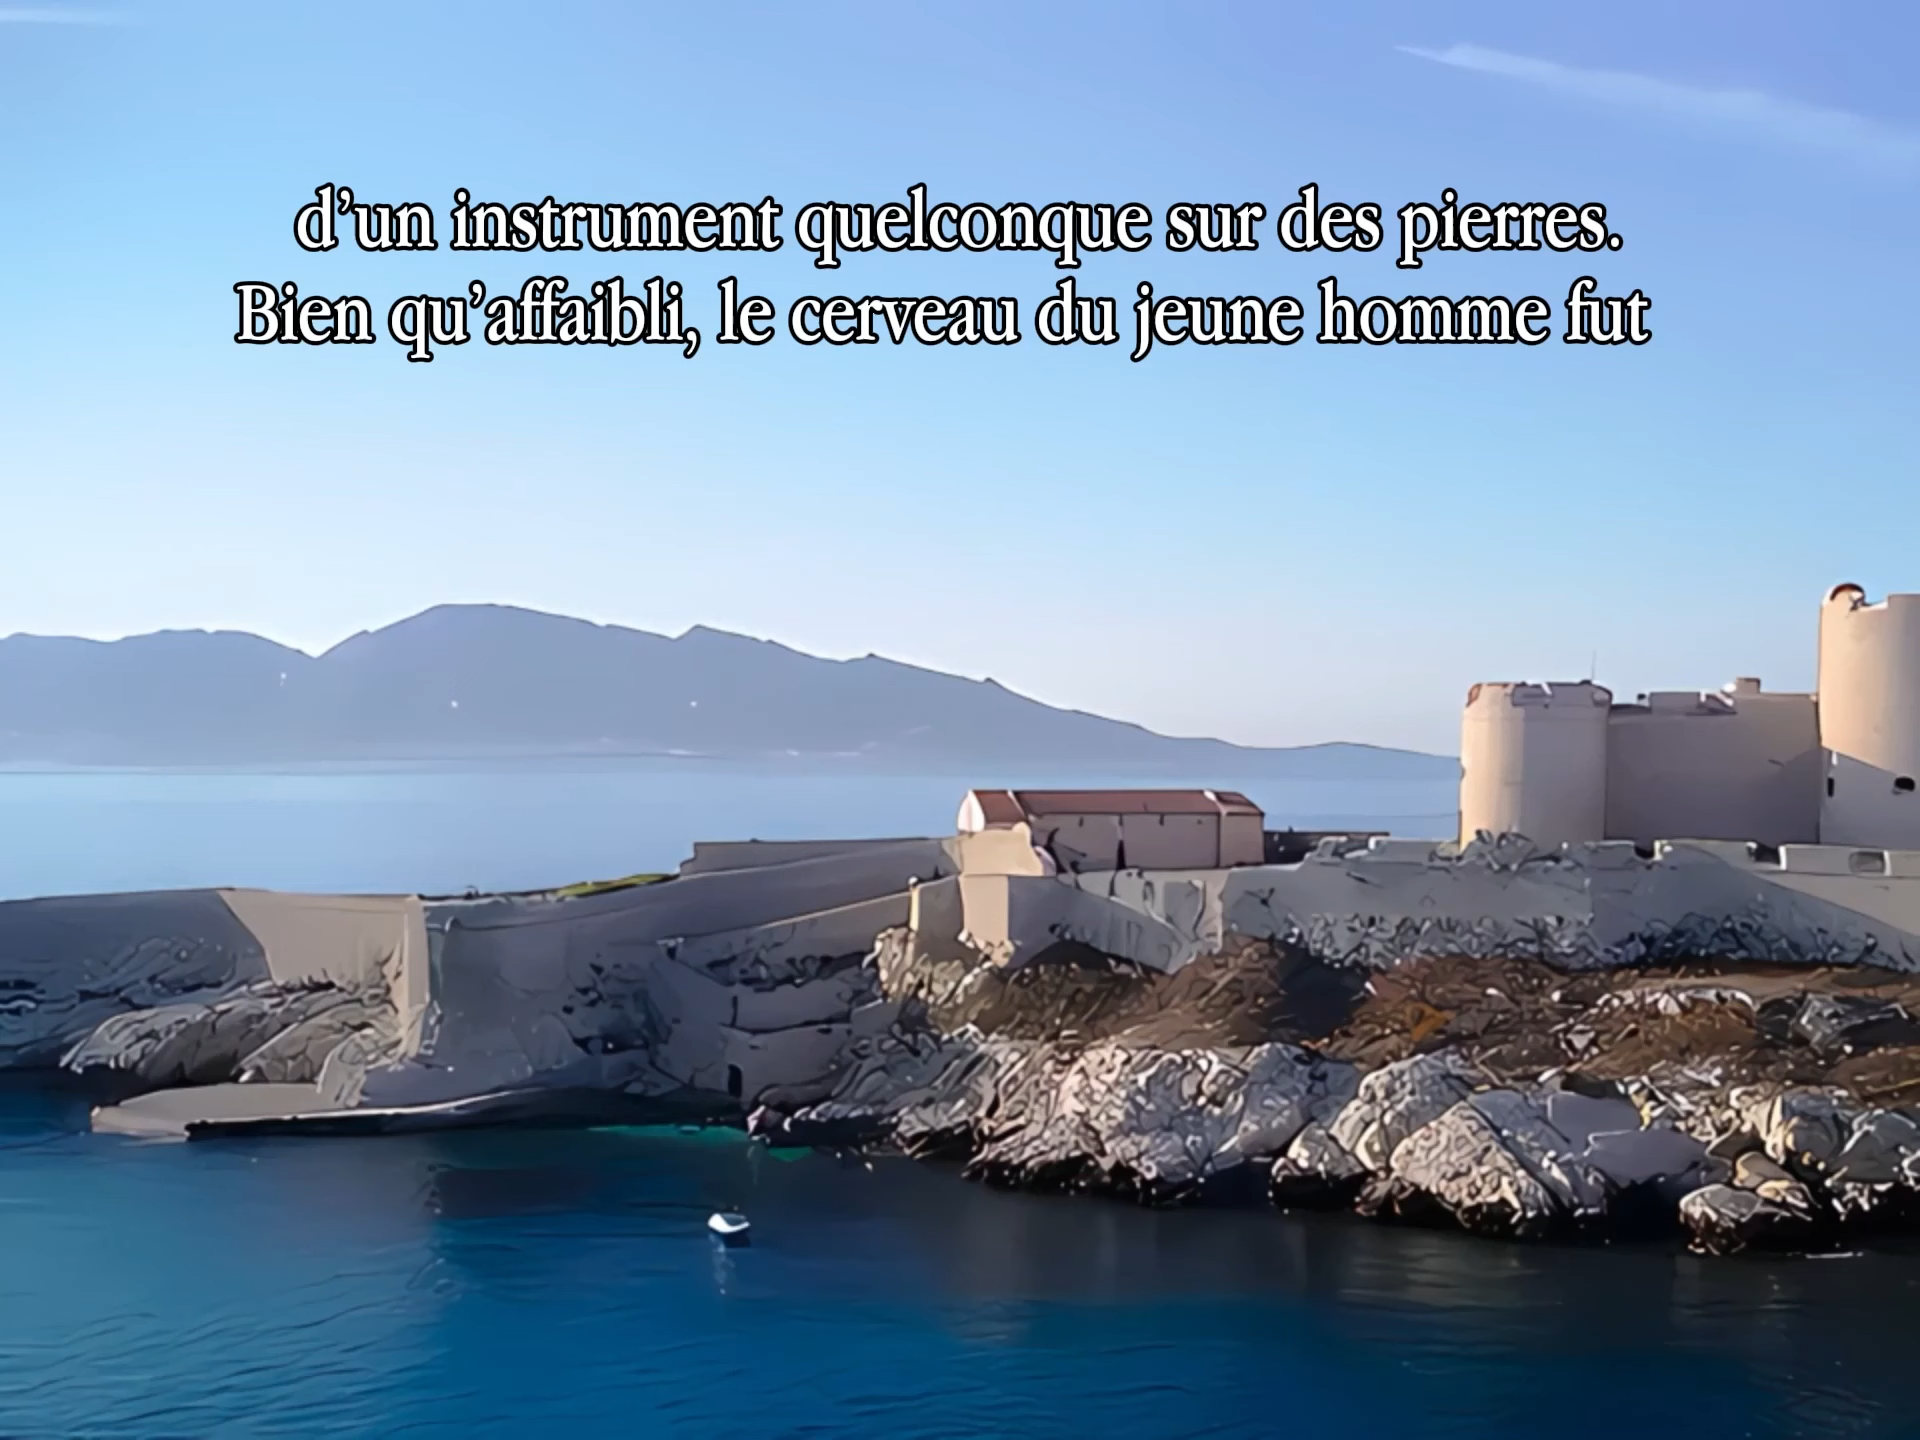 d’un instrument quelconque sur des pierres.
Bien qu’affaibli, le cerveau du jeune homme fut